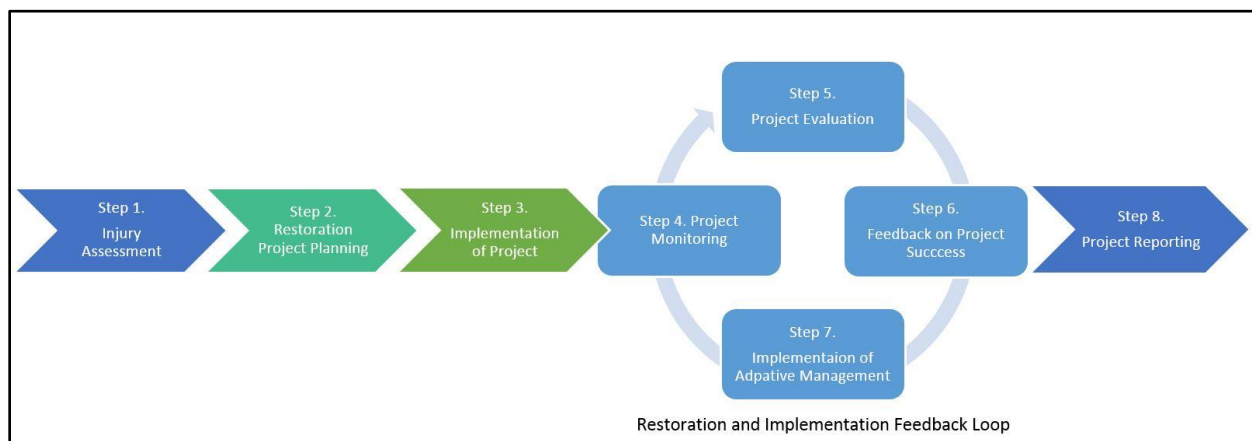 Step 1.
Injury
Assessment
Step 2.
Restoration
Project Planning
Step 3.
Implementation
of Project
Step 4. Project
Monitoring
Step 5.
Project Evaluation
Step 6.
Feedback on Project
Succcess
Step 7.
Implementaion of
Adpative Management
Step 8.
Project Reporting
Restoration and Implementation Feedback Loop